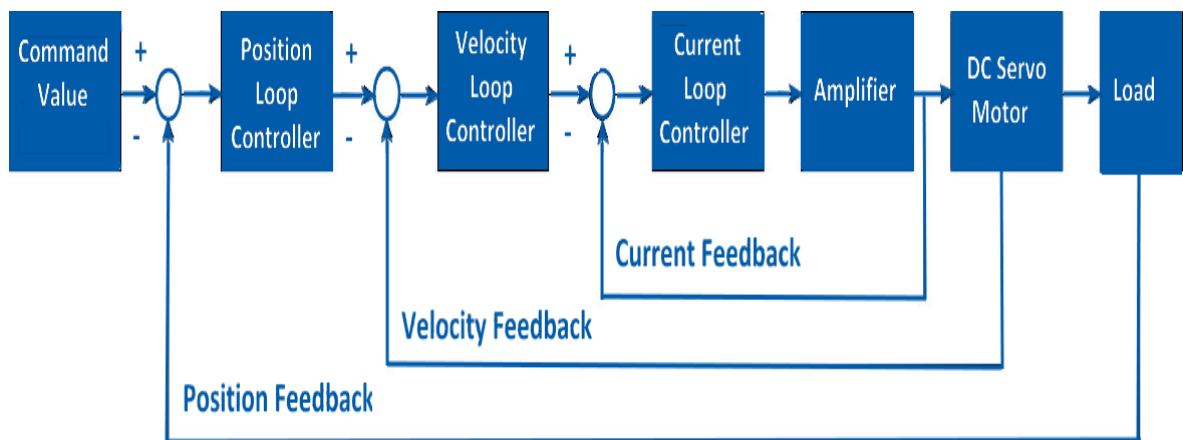 Command
Value
+
-
Position
Loop
Controller
+
-
Velocity
Loop
Controller
+
-
Current
Loop
Controller
Amplifier
DC Servo
Motor
Load
Current Feedback
Velocity Feedback
Position Feedback